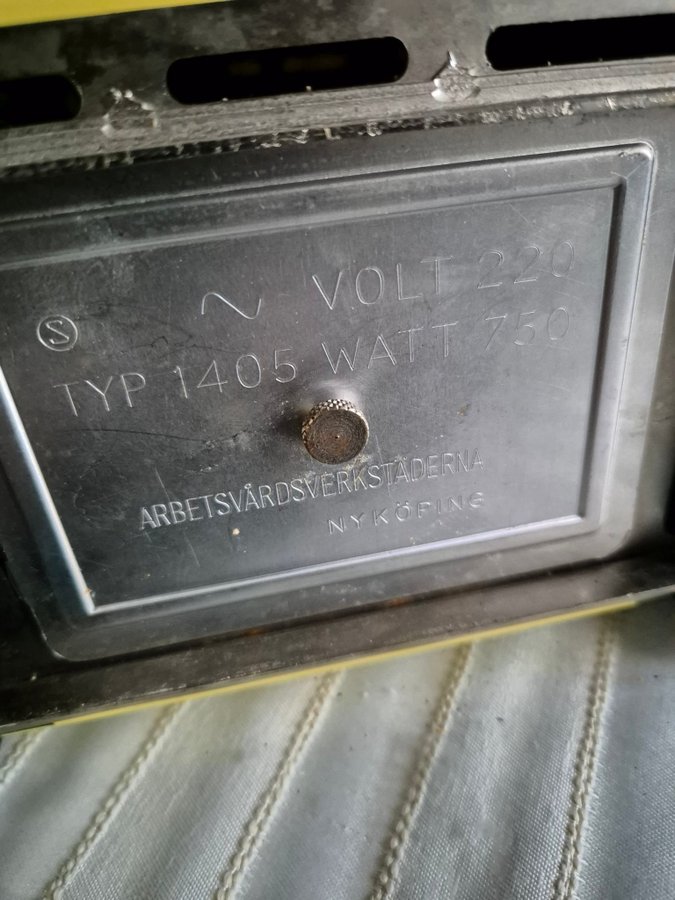 VOLT 220
S
TYP 1405 WATT 750
ARBETSVÅRDSVERKSTÄDERNA
NYKÖPING